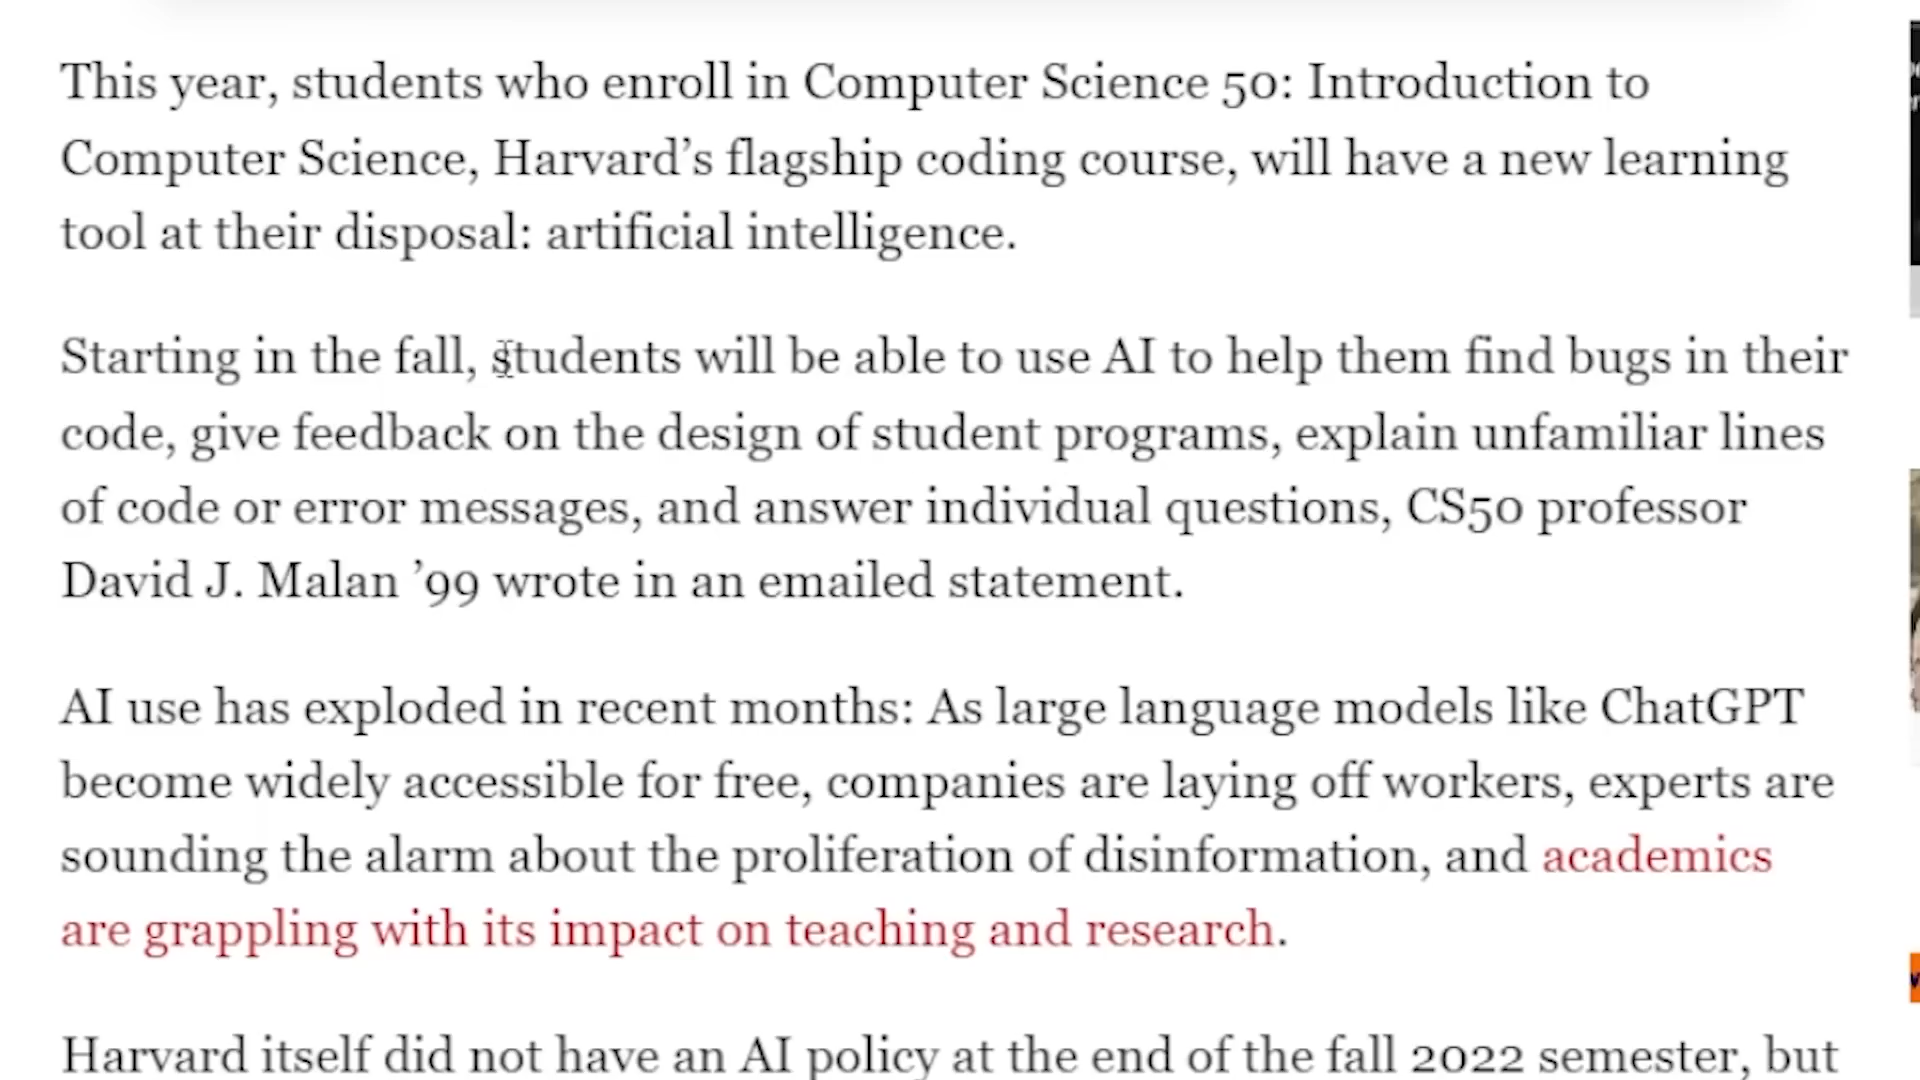 This year, students who enroll in Computer Science 50: Introduction to
Computer Science, Harvard’s flagship coding course, will have a new learning
tool at their disposal: artificial intelligence.
Starting in the fall, students will be able to use AI to help them find bugs in their
code, give feedback on the design of student programs, explain unfamiliar lines
of code or error messages, and answer individual questions, CS50 professor
David J. Malan ’99 wrote in an emailed statement.
AI use has exploded in recent months: As large language models like ChatGPT
become widely accessible for free, companies are laying off workers, experts are
sounding the alarm about the proliferation of disinformation, and academics
are grappling with its impact on teaching and research.
Harvard itself did not have an AI policy at the end of the fall 2022 semester, but